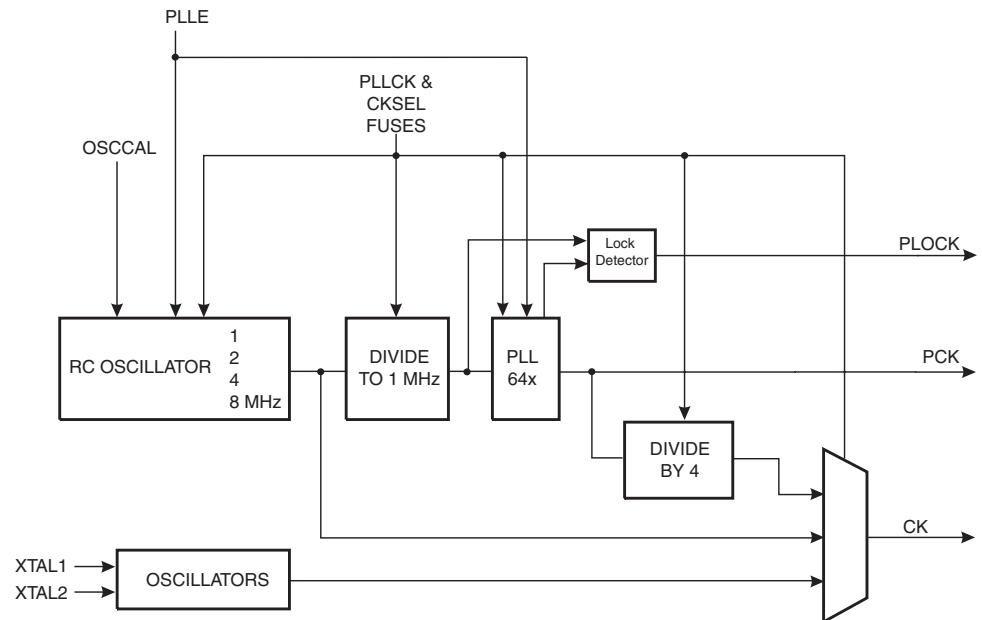 PLLE
PLLCK &
CKSEL
FUSES
OSCCAL
Lock
Detector
PLOCK
1
2
4
8 MHz
RC OSCILLATOR
DIVIDE
TO 1 MHz
PLL
64x
PCK
DIVIDE
BY 4
CK
XTAL1
XTAL2
OSCILLATORS